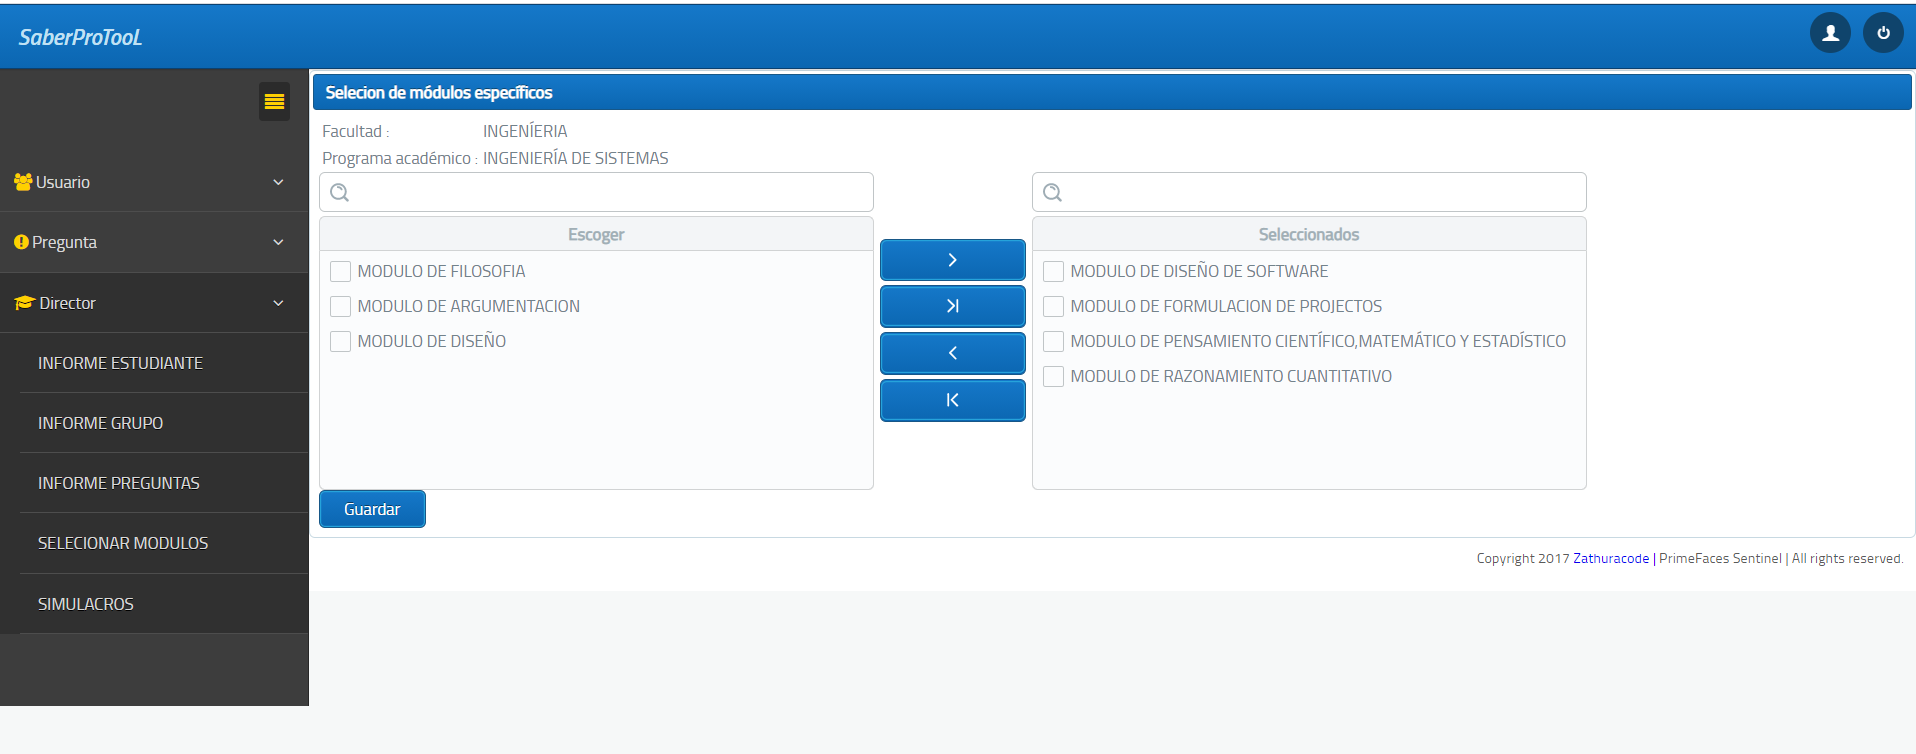 SaberProTooL
Selecion de módulos específicos
Facultad : INGENÍERIA
Programa académico : INGENIERÍA DE SISTEMAS
Usuario
Pregunta
Director
INFORME ESTUDIANTE
INFORME GRUPO
INFORME PREGUNTAS
SELECIONAR MODULOS
SIMULACROS
Escoger
MODULO DE FILOSOFIA
MODULO DE ARGUMENTACION
MODULO DE DISEÑO
Seleccionados
MODULO DE DISEÑO DE SOFTWARE
MODULO DE FORMULACION DE PROJECTOS
MODULO DE PENSAMIENTO CIENTÍFICO,MATEMÁTICO Y ESTADÍSTICO
MODULO DE RAZONAMIENTO CUANTITATIVO
Guardar
Copyright 2017 Zathuracode | PrimeFaces Sentinel | All rights reserved.